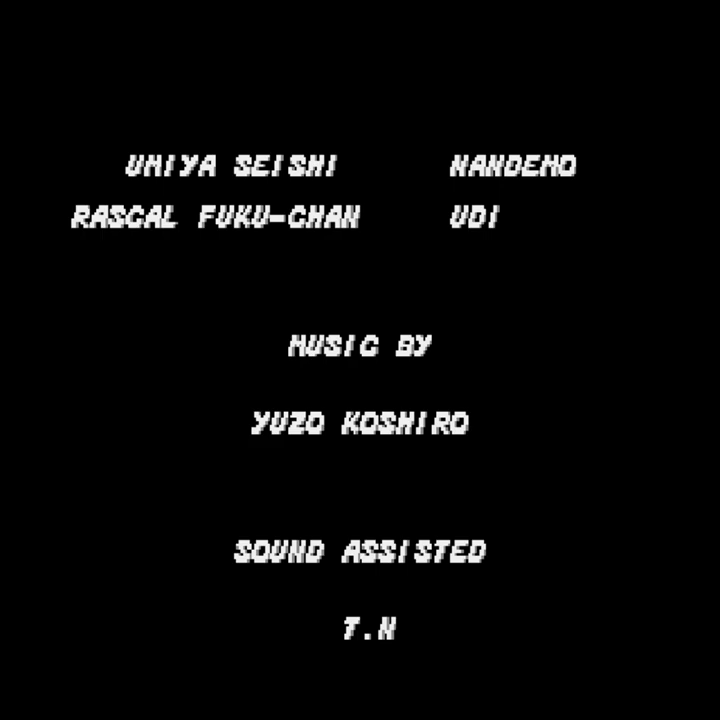 UMIYA SEISHI NANDEMO
RASCAL FUKU-CHAN UDI
MUSIC BY
YUZO KOSHIRO
SOUND ASSISTED
T.N